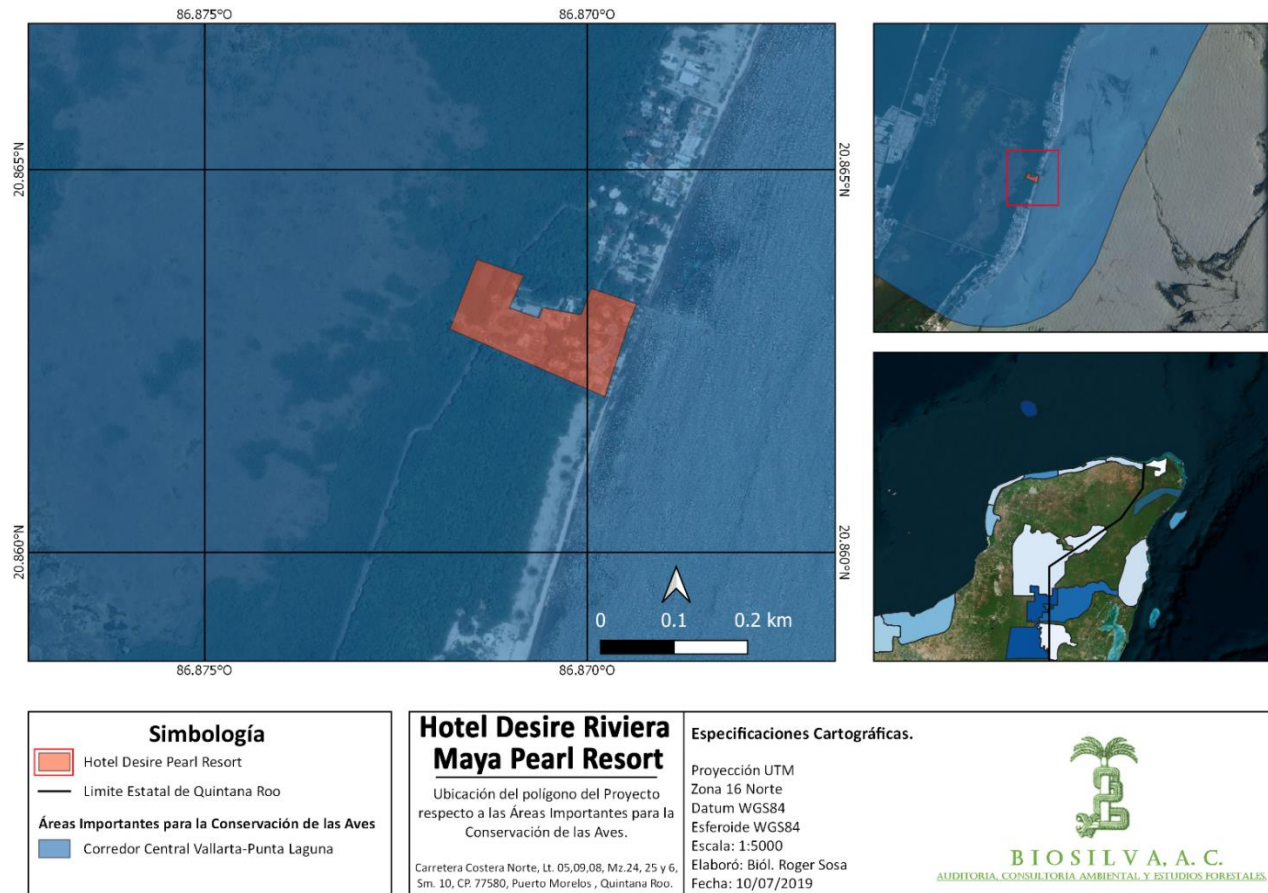 86.875°O
86.870°O
20.865°N
20.865°N
20.860°N
20.860°N
0 0.1 0.2 km
86.875°O
86.870°O
Simbología
Hotel Desire Pearl Resort
Limite Estatal de Quintana Roo
Áreas Importantes para la Conservación de las Aves
Corredor Central Vallarta-Punta Laguna
Hotel Desire Riviera
Maya Pearl Resort
Ubicación del polígono del Proyecto
respecto a las Áreas Importantes para la
Conservación de las Aves.
Carretera Costera Norte, Lt. 05,09,08, Mz.24, 25 y 6,
Sm. 10, CP. 77580, Puerto Morelos , Quintana Roo.
Especificaciones Cartográficas.
Proyección UTM
Zona 16 Norte
Datum WGS84
Esferoide WGS84
Escala: 1:5000
Elaboró: Biól. Roger Sosa
Fecha: 10/07/2019
BIOSILVA, A. C.
AUDITORIA, CONSULTORÍA AMBIENTAL Y ESTUDIOS FORESTALES.